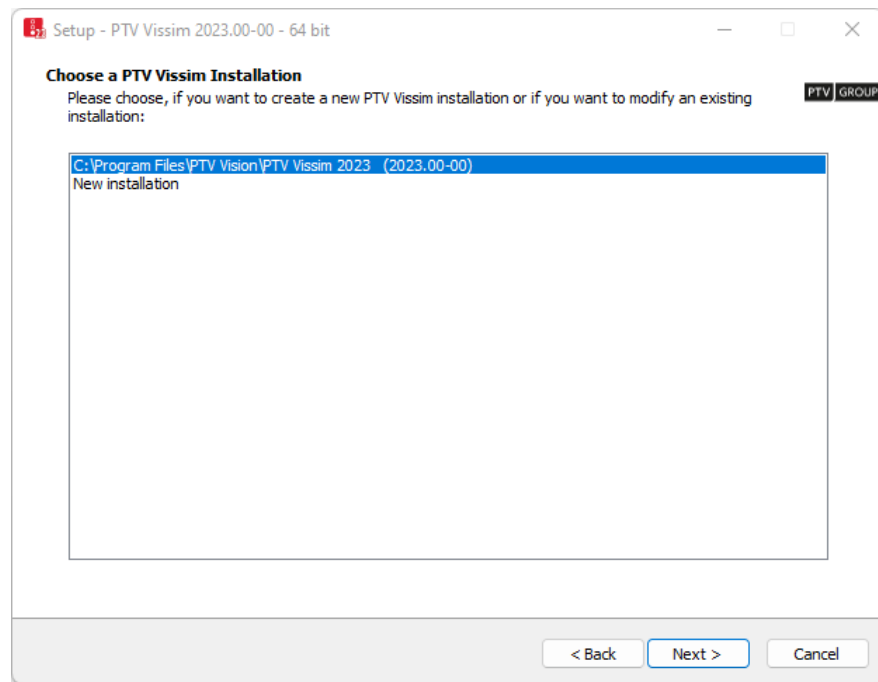 Setup - PTV Vissim 2023.00-00 - 64 bit
Choose a PTV Vissim Installation
Please choose, if you want to create a new PTV Vissim installation or if you want to modify an existing
installation:
PTV GROUP
C:\Program Files\PTV Vision\PTV Vissim 2023   (2023.00-00)
New installation
< Back
Next >
Cancel